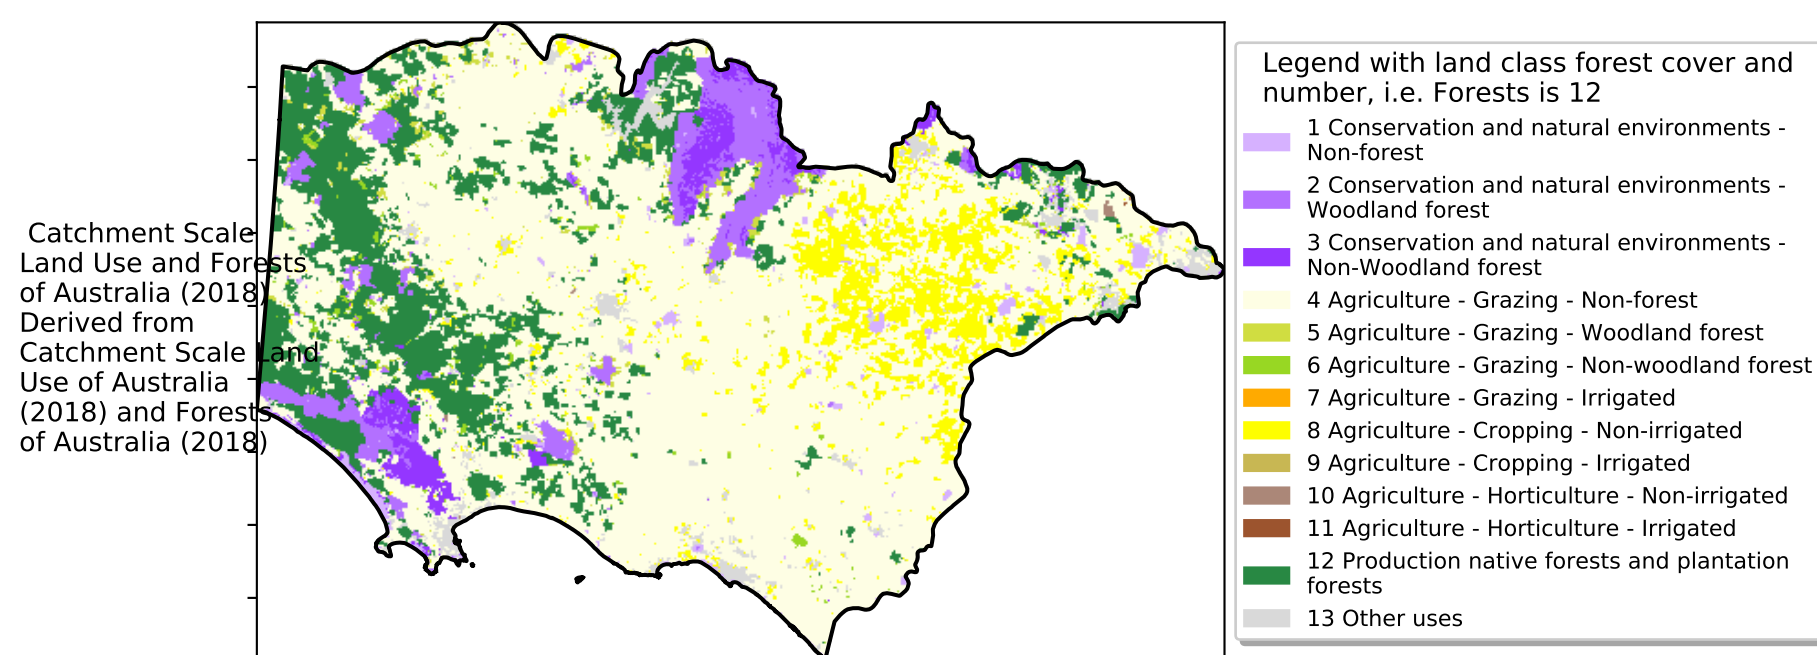 Catchment Scale
Land Use and Forests
of Australia (2018)
Derived from
Catchment Scale Land
Use of Australia
(2018) and Forests
of Australia (2018)
Legend with land class forest cover and
number, i.e. Forests is 12
1 Conservation and natural environments -
Non-forest
2 Conservation and natural environments -
Woodland forest
3 Conservation and natural environments -
Non-Woodland forest
4 Agriculture - Grazing - Non-forest
5 Agriculture - Grazing - Woodland forest
6 Agriculture - Grazing - Non-woodland forest
7 Agriculture - Grazing - Irrigated
8 Agriculture - Cropping - Non-irrigated
9 Agriculture - Cropping - Irrigated
10 Agriculture - Horticulture - Non-irrigated
11 Agriculture - Horticulture - Irrigated
12 Production native forests and plantation
forests
13 Other uses